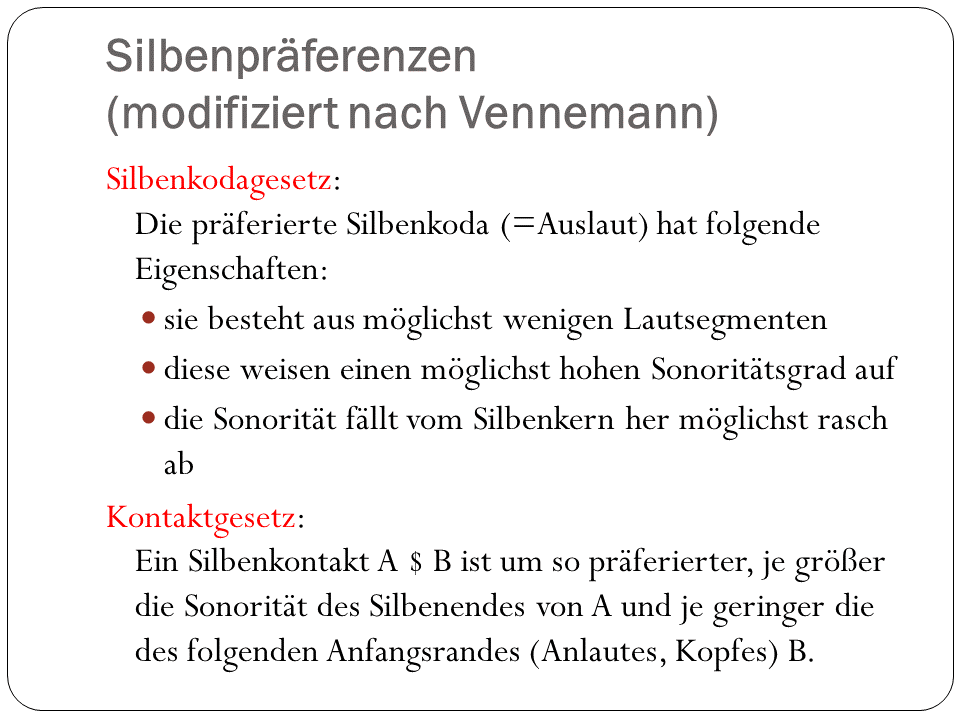 Silbenpräferenzen
(modifiziert nach Vennemann)
Silbenkodagesetz:
Die präferierte Silbenkoda (=Auslaut) hat folgende
Eigenschaften:
• sie besteht aus möglichst wenigen Lautsegmenten
• diese weisen einen möglichst hohen Sonoritätsgrad auf
• die Sonorität fällt vom Silbenkern her möglichst rasch
ab
Kontaktgesetz:
Ein Silbenkontakt A $ B ist um so präferierter, je größer
die Sonorität des Silbenendes von A und je geringer die
des folgenden Anfangsrandes (Anlautes, Kopfes) B.